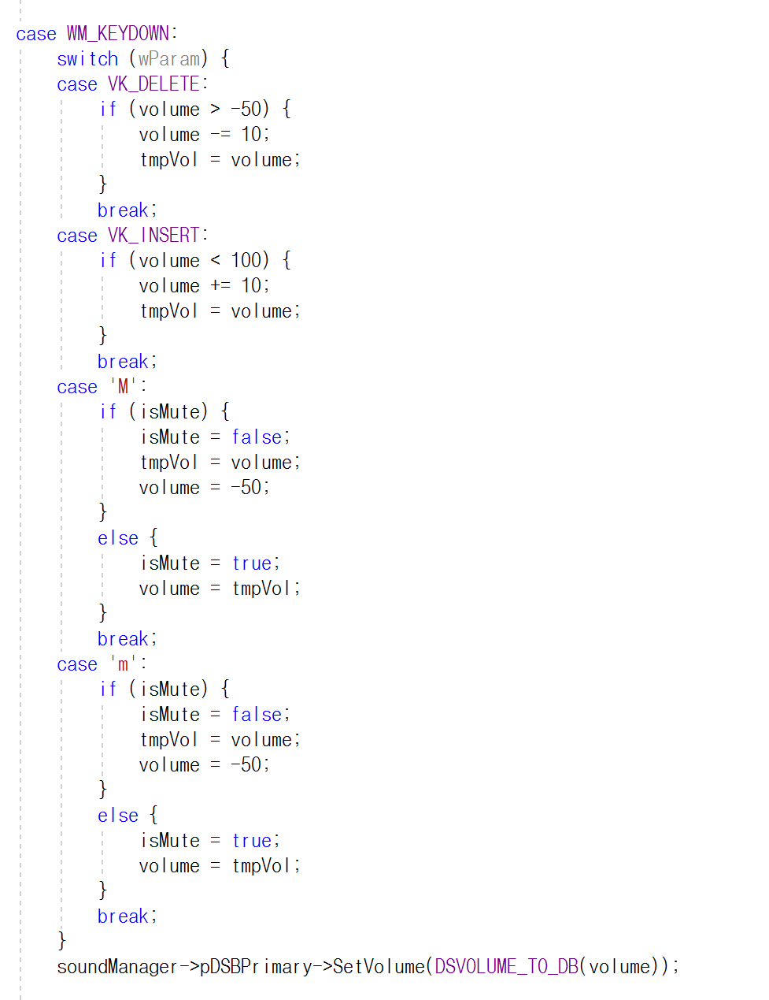 case WM_KEYDOWN:
switch (wParam) {
case VK_DELETE:
if (volume > -50) {
volume -= 10;
tmpVol = volume;
}
break;
case VK_INSERT:
if (volume < 100) {
volume += 10;
tmpVol = volume;
}
break;
case 'M':
if (isMute) {
isMute = false;
tmpVol = volume;
volume = -50;
}
else {
isMute = true;
volume = tmpVol;
}
break;
case 'm':
if (isMute) {
isMute = false;
tmpVol = volume;
volume = -50;
}
else {
isMute = true;
volume = tmpVol;
}
break;
}
soundManager->pDSBPrimary->SetVolume(DSVOLUME_TO_DB(volume));